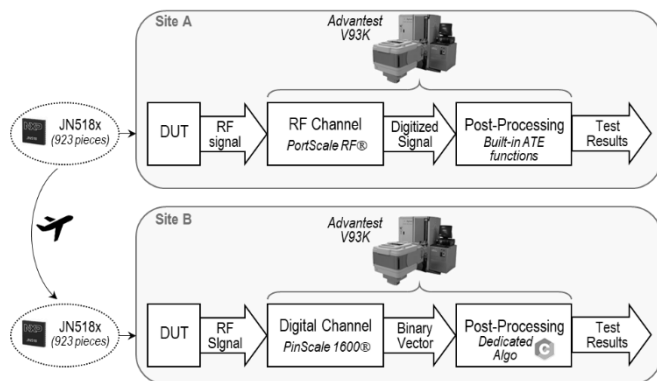 Site A
Advantest
V93K
JN518x
(923 pieces)
DUT
RF
signal
RF Channel
PortScale RF®
Digitized
Signal
Post-Processing
Built-in ATE
functions
Test
Results
Site B
Advantest
V93K
JN518x
(923 pieces)
DUT
RF
SIgnal
Digital Channel
PinScale 1600®
Binary
Vector
Post-Processing
Dedicated
Algo
C
Test
Results